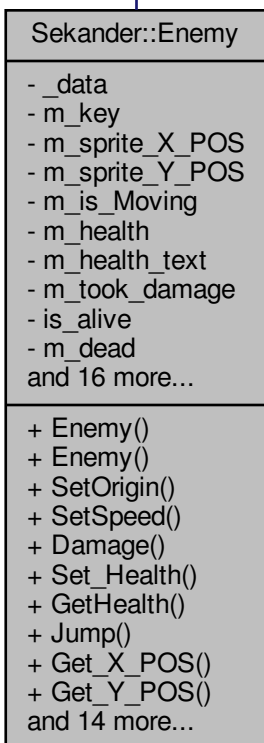 Sekander::Enemy
- _data
- m_key
- m_sprite_X_POS
- m_sprite_Y_POS
- m_is_Moving
- m_health
- m_health_text
- m_took_damage
- is_alive
- m_dead
and 16 more...
+ Enemy()
+ Enemy()
+ SetOrigin()
+ SetSpeed()
+ Damage()
+ Set_Health()
+ GetHealth()
+ Jump()
+ Get_X_POS()
+ Get_Y_POS()
and 14 more...